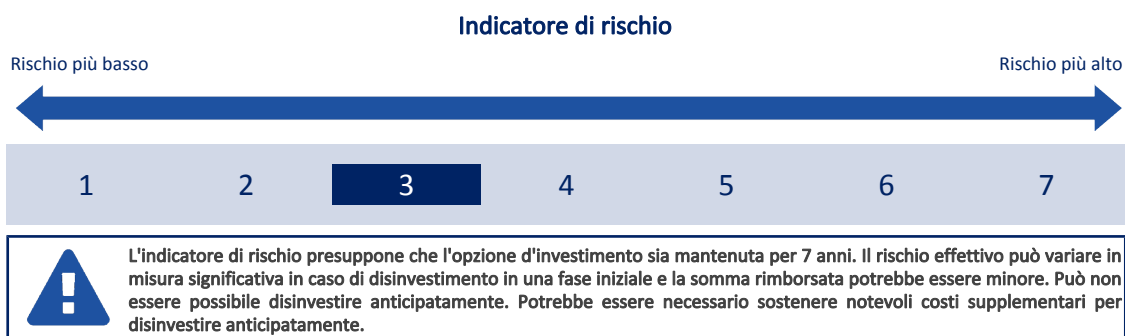 Indicatore di rischio
Rischio più basso
Rischio più alto
1 2 3 4 5 6 7
L'indicatore di rischio presuppone che l'opzione d'investimento sia mantenuta per 7 anni. Il rischio effettivo può variare in
misura significativa in caso di disinvestimento in una fase iniziale e la somma rimborsata potrebbe essere minore. Può non
essere possibile disinvestire anticipatamente. Potrebbe essere necessario sostenere notevoli costi supplementari per
disinvestire anticipatamente.